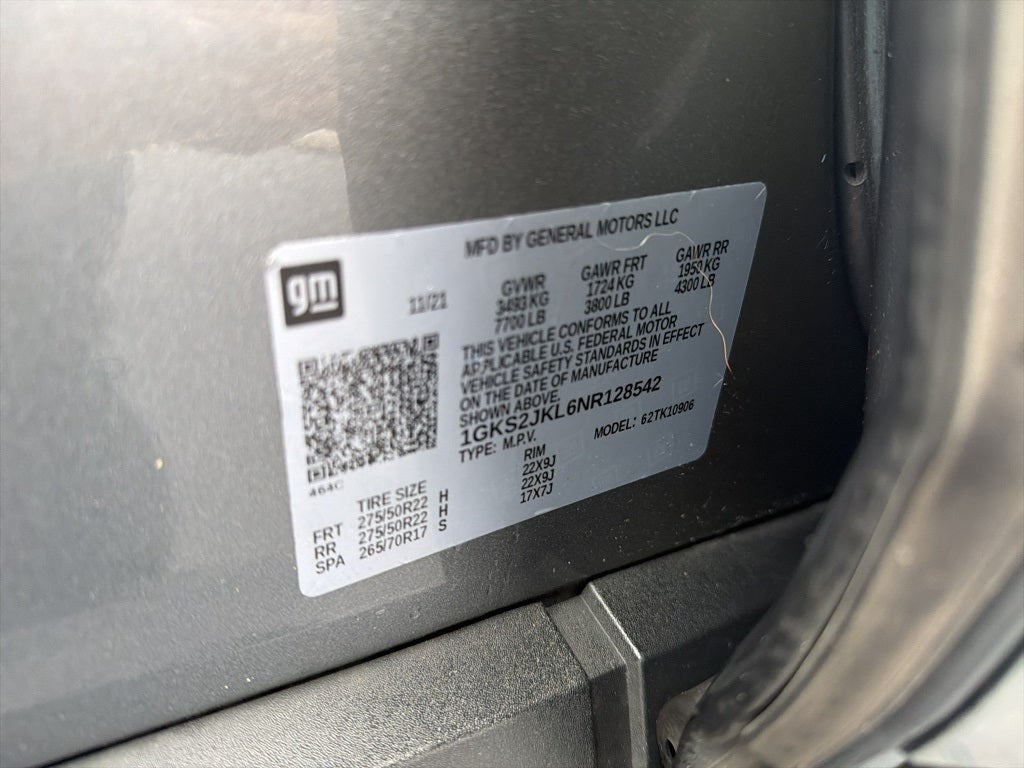 MFD BY GENERAL MOTORS LLC
gm
11/21
GVWR GAWR FRT GAWR RR
3493 KG 1724 KG 1950 KG
7700 LB 3800 LB 4300 LB
THIS VEHICLE CONFORMS TO ALL
APPLICABLE U.S. FEDERAL MOTOR
VEHICLE SAFETY STANDARDS IN EFFECT
ON THE DATE OF MANUFACTURE
SHOWN ABOVE.
1GKS2JKL6NR128542
TYPE: M.P.V. MODEL: 62TK10906
464C
TIRE SIZE RIM
FRT 275/50R22 H 22X9J
RR 275/50R22 H 22X9J
SPA 265/70R17 S 17X7J